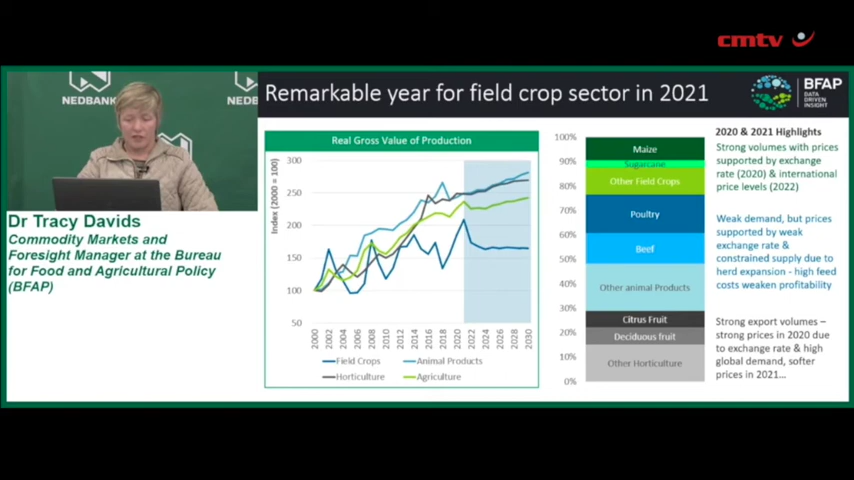 cmtv
NEDBANK
NEDB
Remarkable year for field crop sector in 2021
BFAP
DATA
DRIVEN
INSIGHT
Dr Tracy Davids
Commodity Markets and
Foresight Manager at the Bureau
for Food and Agricultural Policy
(BFAP)
Real Gross Value of Production
Index (2000 = 100)
300
250
200
150
100
50
2000
2002
2004
2006
2008
2010
2012
2014
2016
2018
2020
2022
2024
2026
2028
2030
Field Crops
Animal Products
Horticulture
Agriculture
100%
90%
80%
70%
60%
50%
40%
30%
20%
10%
0%
Maize
Sugarcane
Other Field Crops
Poultry
Beef
Other animal Products
Citrus Fruit
Deciduous fruit
Other Horticulture
2020 & 2021 Highlights
Strong volumes with prices
supported by exchange
rate (2020) & international
price levels (2022)
Weak demand, but prices
supported by weak
exchange rate &
constrained supply due to
herd expansion - high feed
costs weaken profitability
Strong export volumes –
strong prices in 2020 due
to exchange rate & high
global demand, softer
prices in 2021...